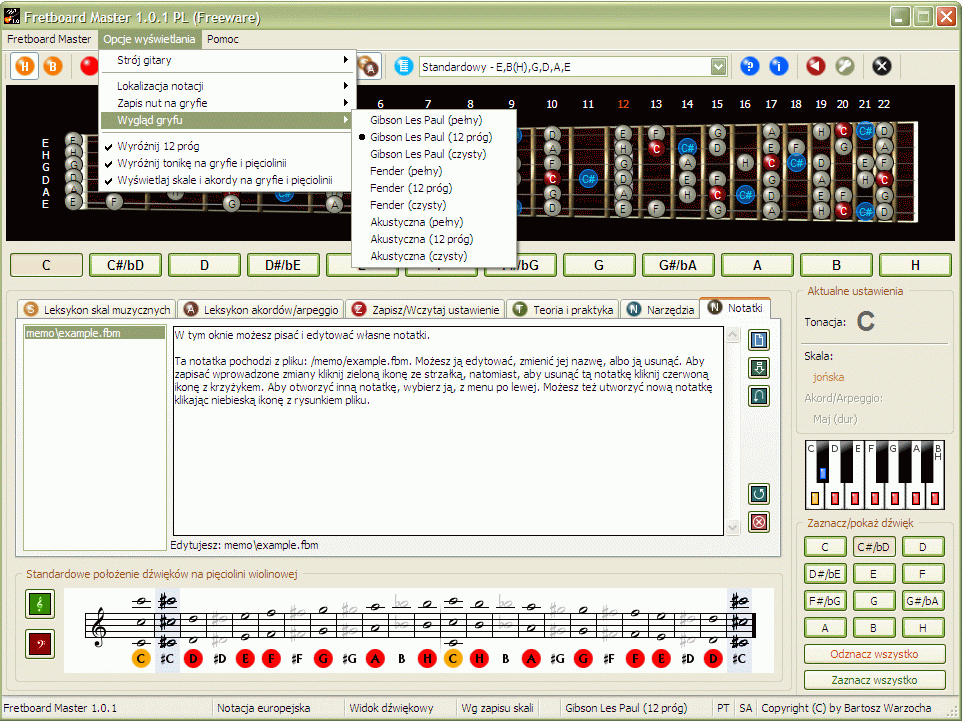 Fretboard Master 1.0.1 PL (Freeware)
Fretboard Master Opcje wyświetlania Pomoc
Strój gitary
Lokalizacja notacji
Zapis nut na gryfie
Wygląd gryfu
Wyróżnij 12 próg
Wyróżnij tonikę na gryfie i pięciolinii
Wyświetlaj skale i akordy na gryfie i pięciolinii
Gibson Les Paul (pełny)
Gibson Les Paul (12 próg)
Gibson Les Paul (czysty)
Fender (pełny)
Fender (12 próg)
Fender (czysty)
Akustyczna (pełny)
Akustyczna (12 próg)
Akustyczna (czysty)
H B A
Standardowy - E,B(H),G,D,A,E
6 7 8 9 10 11 12 13 14 15 16 17 18 19 20 21 22
E
H
G
D
A
E
C C#/bD D D#/bE G G#/bA A B H
Leksykon skal muzycznych
Leksykon akordów/arpeggio
Zapisz/Wczytaj ustawienie
Teoria i praktyka
Narzędzia
Notatki
memo\example.fbm
W tym oknie możesz pisać i edytować własne notatki.
Ta notatka pochodzi z pliku: /memo/example.fbm. Możesz ją edytować, zmienić jej nazwę, albo ją usunąć. Aby
zapisać wprowadzone zmiany kliknij zieloną ikonę ze strzałką, natomiast, aby usunąć tą notatkę kliknij czerwoną
ikonę z krzyżykiem. Aby otworzyć inną notatkę, wybierz ją, z menu po lewej. Możesz też utworzyć nową notatkę
klikając niebieską ikonę z rysunkiem pliku.
Edytujesz: memo\example.fbm
Aktualne ustawienia
Tonacja: C
Skala:
jońska
Akord/Arpeggio:
Maj (dur)
C D E F G A B
H
Zaznacz/pokaż dźwięk
C C#/bD D
D#/bE E F
F#/bG G G#/bA
A B H
Odznacz wszystko
Zaznacz wszystko
Standardowe położenie dźwięków na pięciolini wiolinowej
C #C D #D E F #F G #G A B H C H B A #G G #F F E #D D #C
Fretboard Master 1.0.1 Notacja europejska Widok dźwiękowy Wg zapisu skali Gibson Les Paul (12 próg) PT SA Copyright (C) by Bartosz Warzocha